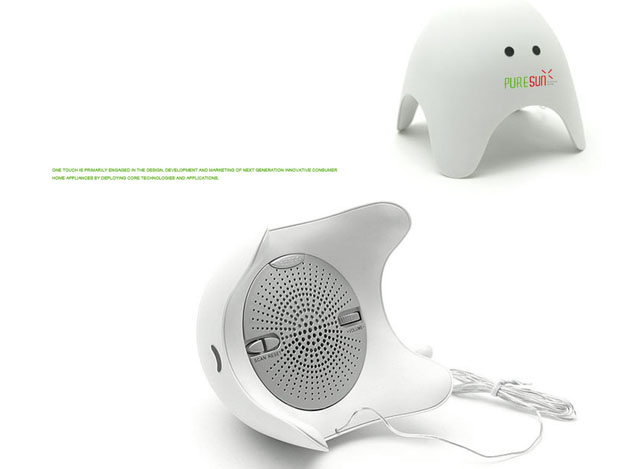 PURESUN
ONE TOUCH IS PRIMARILY ENGAGED IN THE DESIGN, DEVELOPMENT AND MARKETING OF NEXT GENERATION INNOVATIVE CONSUMER
HOME APPLIANCES BY DEPLOYING CORE TECHNOLOGIES AND APPLICATIONS.
VOLUME
SCAN RESET